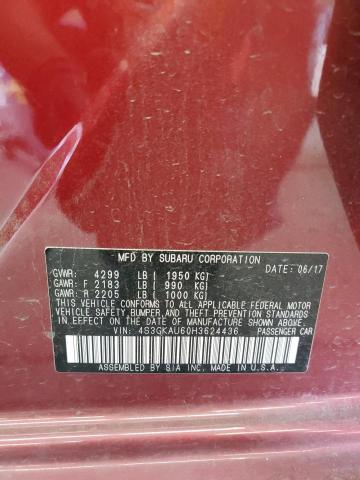 MFD BY SUBARU CORPORATION
DATE: 06/17
GVWR: 4299 LB ( 1950 KG)
GAWR: F 2183 LB ( 990 KG)
GAWR: R 2205 LB ( 1000 KG)
THIS VEHICLE CONFORMS TO ALL APPLICABLE FEDERAL MOTOR
VEHICLE SAFETY, BUMPER, AND THEFT PREVENTION STANDARDS
IN EFFECT ON THE DATE OF MANUFACTURE SHOWN ABOVE.
VIN: 4S3GKAU60H3624436 PASSENGER CAR
ASSEMBLED BY SIA INC. MADE IN U.S.A.